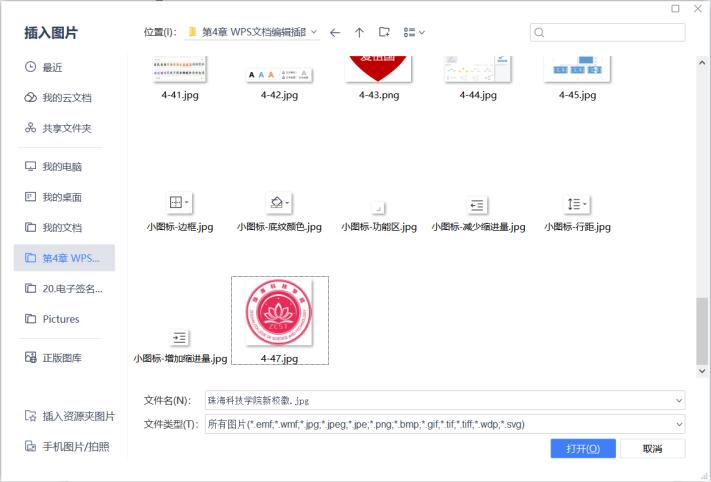 插入图片
位置(I):
第4章 WPS文档编辑插图
最近
我的云文档
共享文件夹
我的电脑
我的桌面
我的文档
第4章 WPS...
20.电子签名...
Pictures
正版图库
插入资源夹图片
手机图片/拍照
4-41.jpg
4-42.jpg
4-43.png
4-44.jpg
4-45.jpg
小图标-边框.jpg
小图标-底纹颜色.jpg
小图标-功能区.jpg
小图标-减少缩进量.jpg
小图标-行距.jpg
珠海科技学院
ZCST
ZHUHAI COLLEGE OF SCIENCE AND TECHNOLOGY
小图标-增加缩进量.jpg
4-47.jpg
文件名(N):
珠海科技学院新校徽.jpg
文件类型(T):
所有图片(*.emf;*.wmf;*.jpg;*.jpeg;*.jpe;*.png;*.bmp;*.gif;*.tif;*.tiff;*.wdp;*.svg)
打开(O)
取消